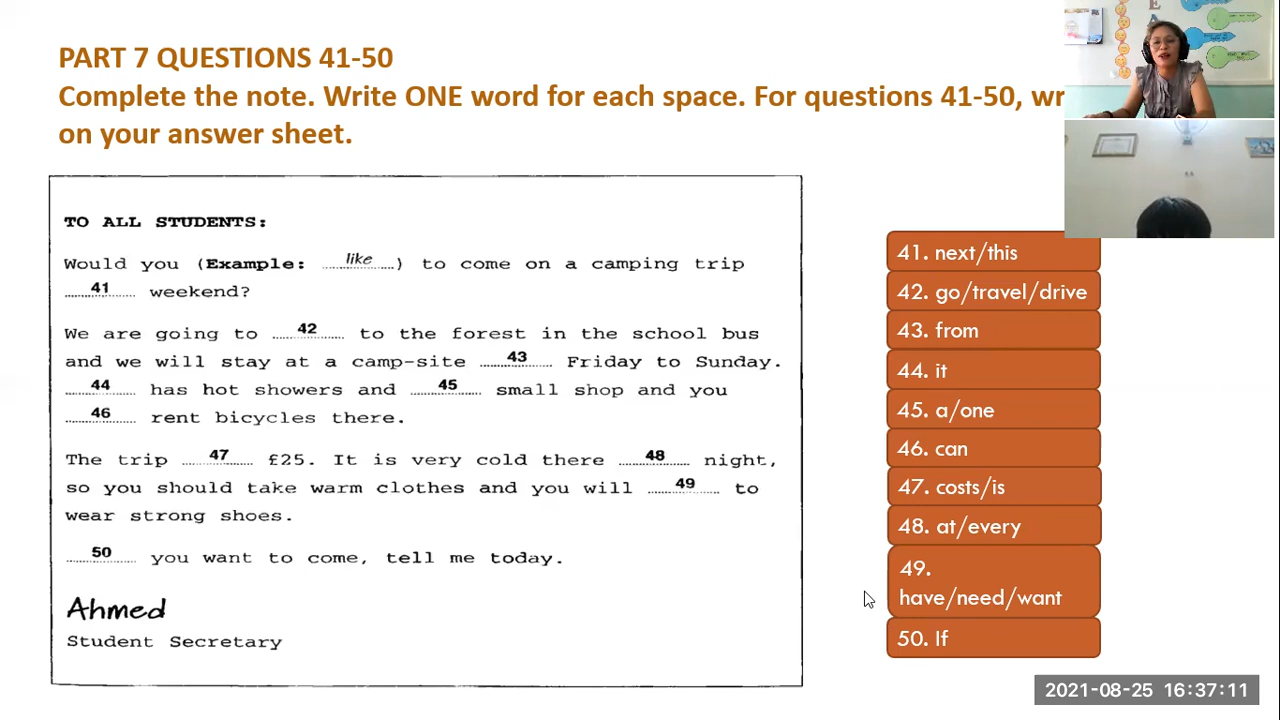 PART 7 QUESTIONS 41-50
Complete the note. Write ONE word for each space. For questions 41-50,
on your answer sheet.
TO ALL STUDENTS:
Would you (Example: like) to come on a camping trip
41 weekend?
We are going to 42 to the forest in the school bus
and we will stay at a camp-site 43 Friday to Sunday.
44 has hot showers and 45 small shop and you
46 rent bicycles there.
The trip 47 £25. It is very cold there 48 night,
so you should take warm clothes and you will 49 to
wear strong shoes.
50 you want to come, tell me today.
Ahmed
Student Secretary
41. next/this
42. go/travel/drive
43. from
44. it
45. a/one
46. can
47. costs/is
48. at/every
49.
have/need/want
50. If
2021-08-25 16:37:11